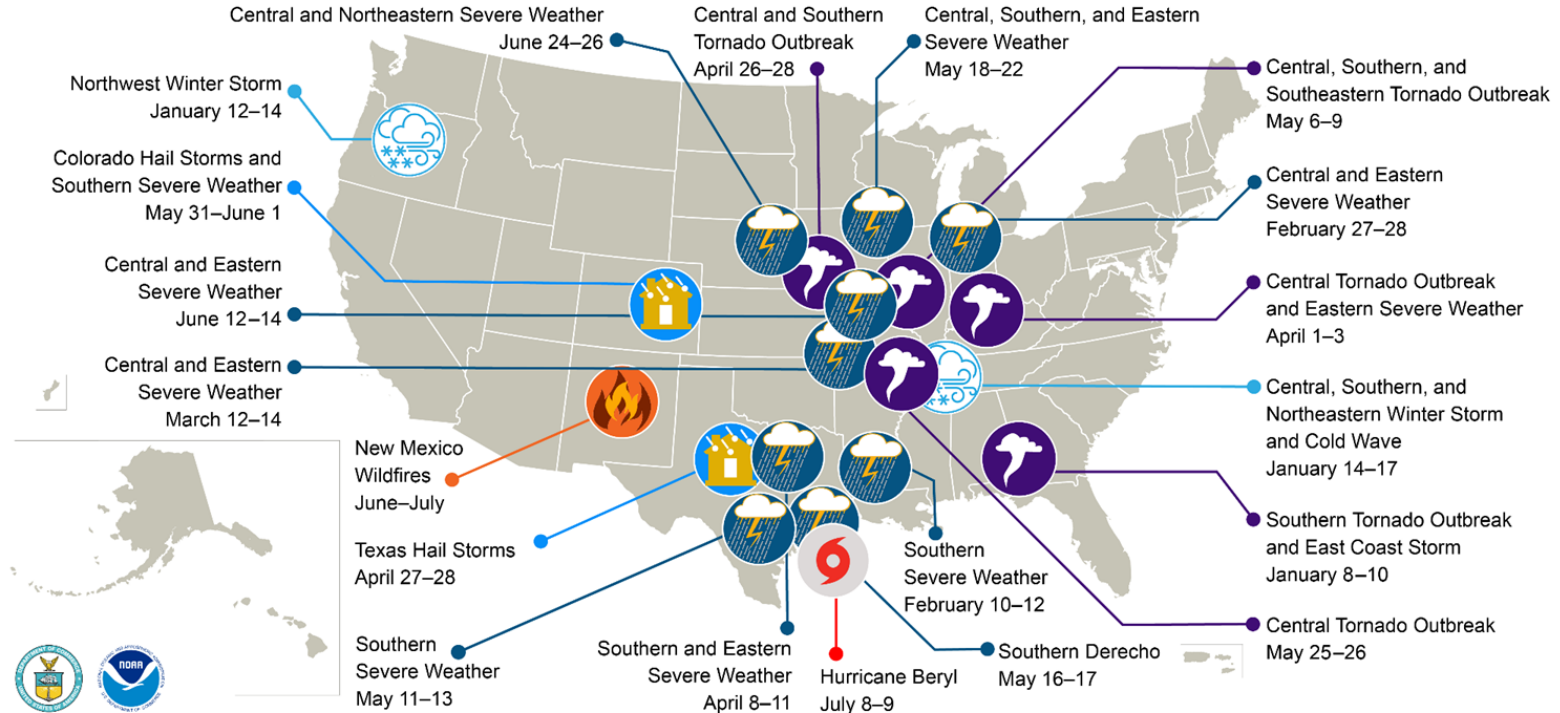 Central and Northeastern Severe Weather
June 24–26
Central and Southern
Tornado Outbreak
April 26–28
Central, Southern, and Eastern
Severe Weather
May 18–22
Northwest Winter Storm
January 12–14
Central, Southern, and
Southeastern Tornado Outbreak
May 6–9
Colorado Hail Storms and
Southern Severe Weather
May 31–June 1
Central and Eastern
Severe Weather
February 27–28
Central and Eastern
Severe Weather
June 12–14
Central Tornado Outbreak
and Eastern Severe Weather
April 1–3
Central and Eastern
Severe Weather
March 12–14
Central, Southern, and
Northeastern Winter Storm
and Cold Wave
January 14–17
New Mexico
Wildfires
June–July
Texas Hail Storms
April 27–28
Southern Tornado Outbreak
and East Coast Storm
January 8–10
Southern
Severe Weather
February 10–12
Southern
Severe Weather
May 11–13
Southern and Eastern
Severe Weather
April 8–11
Hurricane Beryl
July 8–9
Southern Derecho
May 16–17
Central Tornado Outbreak
May 25–26
DEPARTMENT OF COMMERCE
UNITED STATES OF AMERICA
NOAA